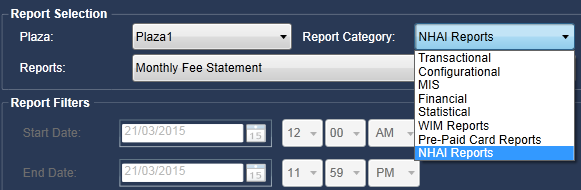 Report Selection
Plaza: Plaza1 Report Category: NHAI Reports
Reports: Monthly Fee Statement
Transactional
Configurational
MIS
Financial
Statistical
WIM Reports
Pre-Paid Card Reports
NHAI Reports
Report Filters
Start Date: 21/03/2015 15 12 00 AM
End Date: 21/03/2015 15 11 59 PM